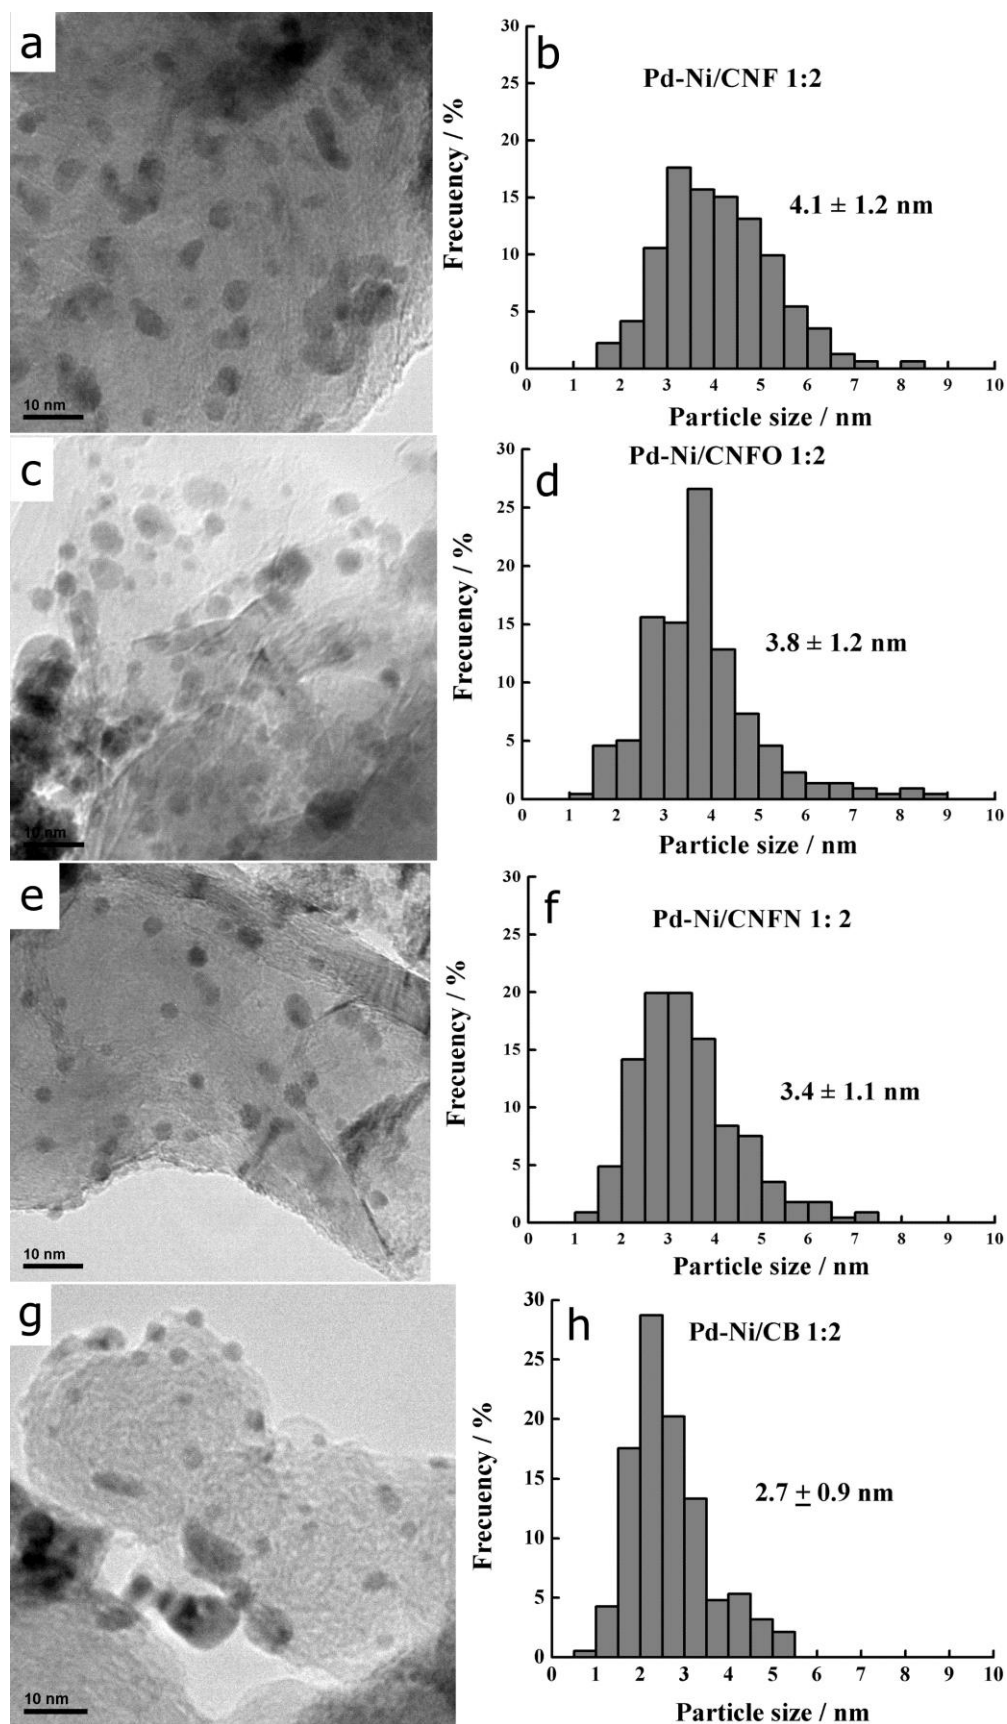 a
10 nm
b
Pd-Ni/CNF 1:2
4.1 ± 1.2 nm
Frecuency / %
30
25
20
15
10
5
0
0 1 2 3 4 5 6 7 8 9 10
Particle size / nm
c
10 nm
d
Pd-Ni/CNFO 1:2
3.8 ± 1.2 nm
Frecuency / %
30
25
20
15
10
5
0
0 1 2 3 4 5 6 7 8 9 10
Particle size / nm
e
10 nm
f
Pd-Ni/CNFN 1: 2
3.4 ± 1.1 nm
Frecuency / %
30
25
20
15
10
5
0
0 1 2 3 4 5 6 7 8 9 10
Particle size / nm
g
10 nm
h
Pd-Ni/CB 1:2
2.7 ± 0.9 nm
Frecuency / %
30
25
20
15
10
5
0
0 1 2 3 4 5 6 7 8 9 10
Particle size / nm